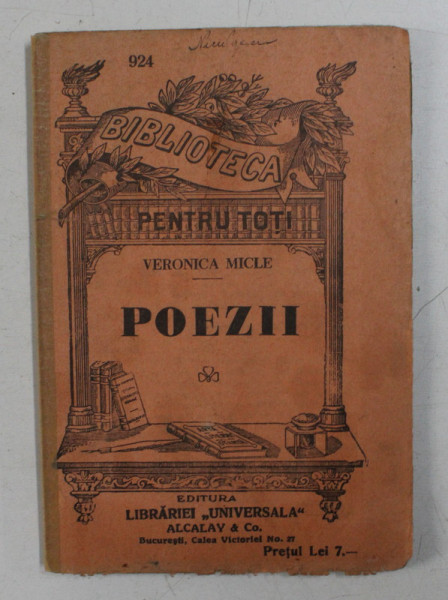 924
BIBLIOTECA
PENTRU TOȚI
VERONICA MICLE
POEZII
EDITURA
LIBRĂRIEI „UNIVERSALA“
ALCALAY & Co.
București, Calea Victoriei No. 27
Prețul Lei 7.—